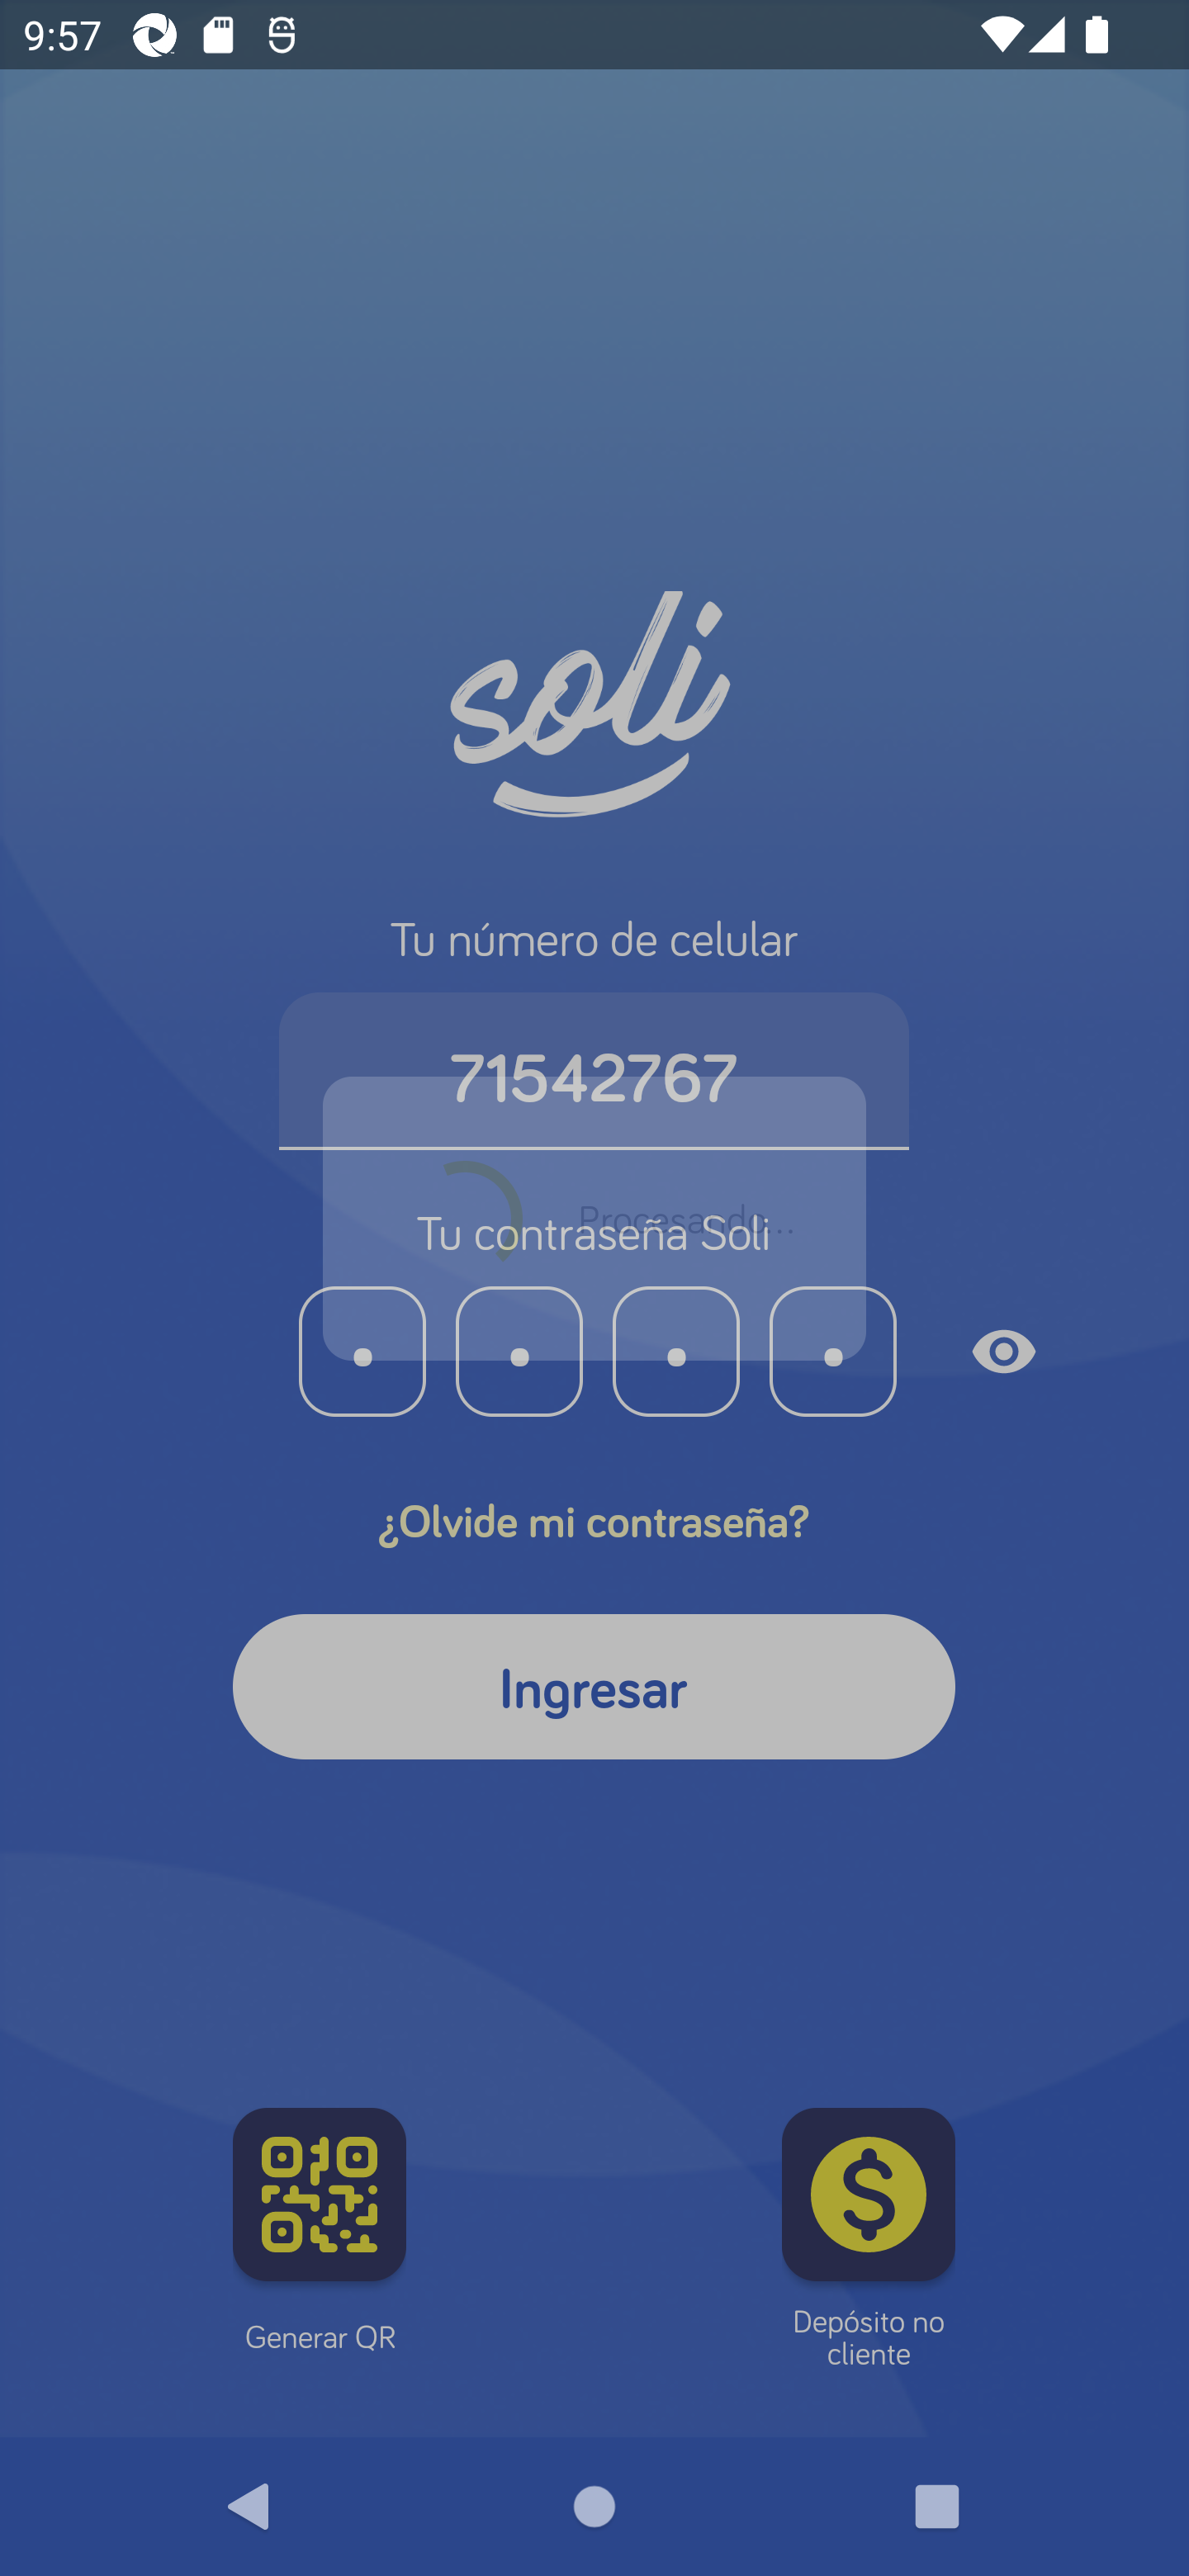 9:57
soli
Tu número de celular
71542767
Procesando...
Tu contraseña Soli
¿Olvide mi contraseña?
Ingresar
Generar QR
Depósito no
cliente